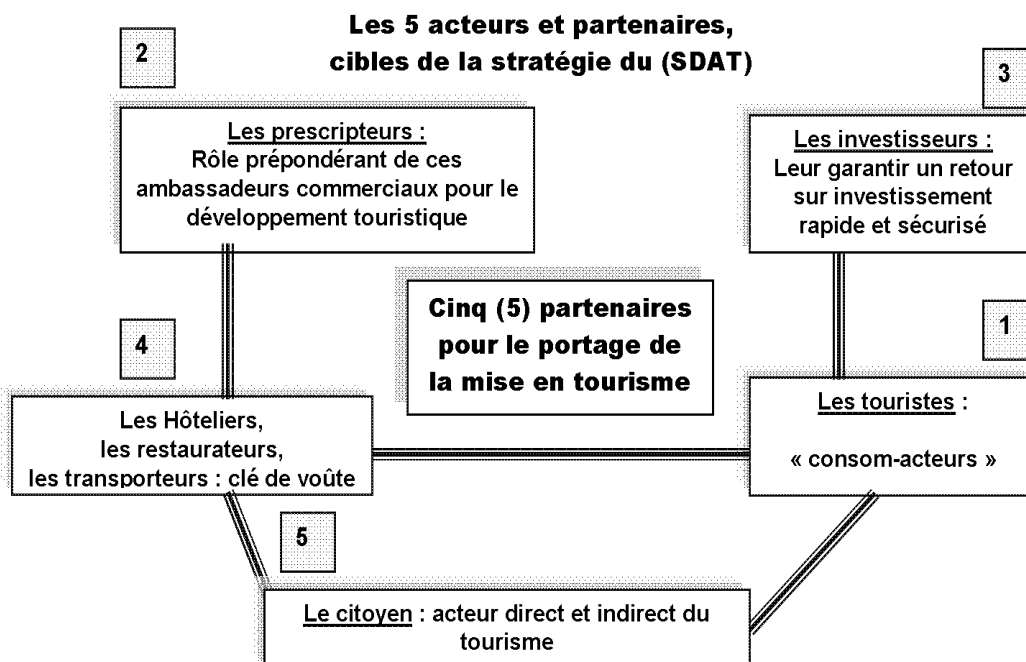 Les 5 acteurs et partenaires,
cibles de la stratégie du (SDAT)
2
Les prescripteurs :
Rôle prépondérant de ces
ambassadeurs commerciaux pour le
développement touristique
3
Les investisseurs :
Leur garantir un retour
sur investissement
rapide et sécurisé
Cinq (5) partenaires
pour le portage de
la mise en tourisme
4
Les Hôteliers,
les restaurateurs,
les transporteurs : clé de voûte
1
Les touristes :
« consom-acteurs »
5
Le citoyen : acteur direct et indirect du
tourisme